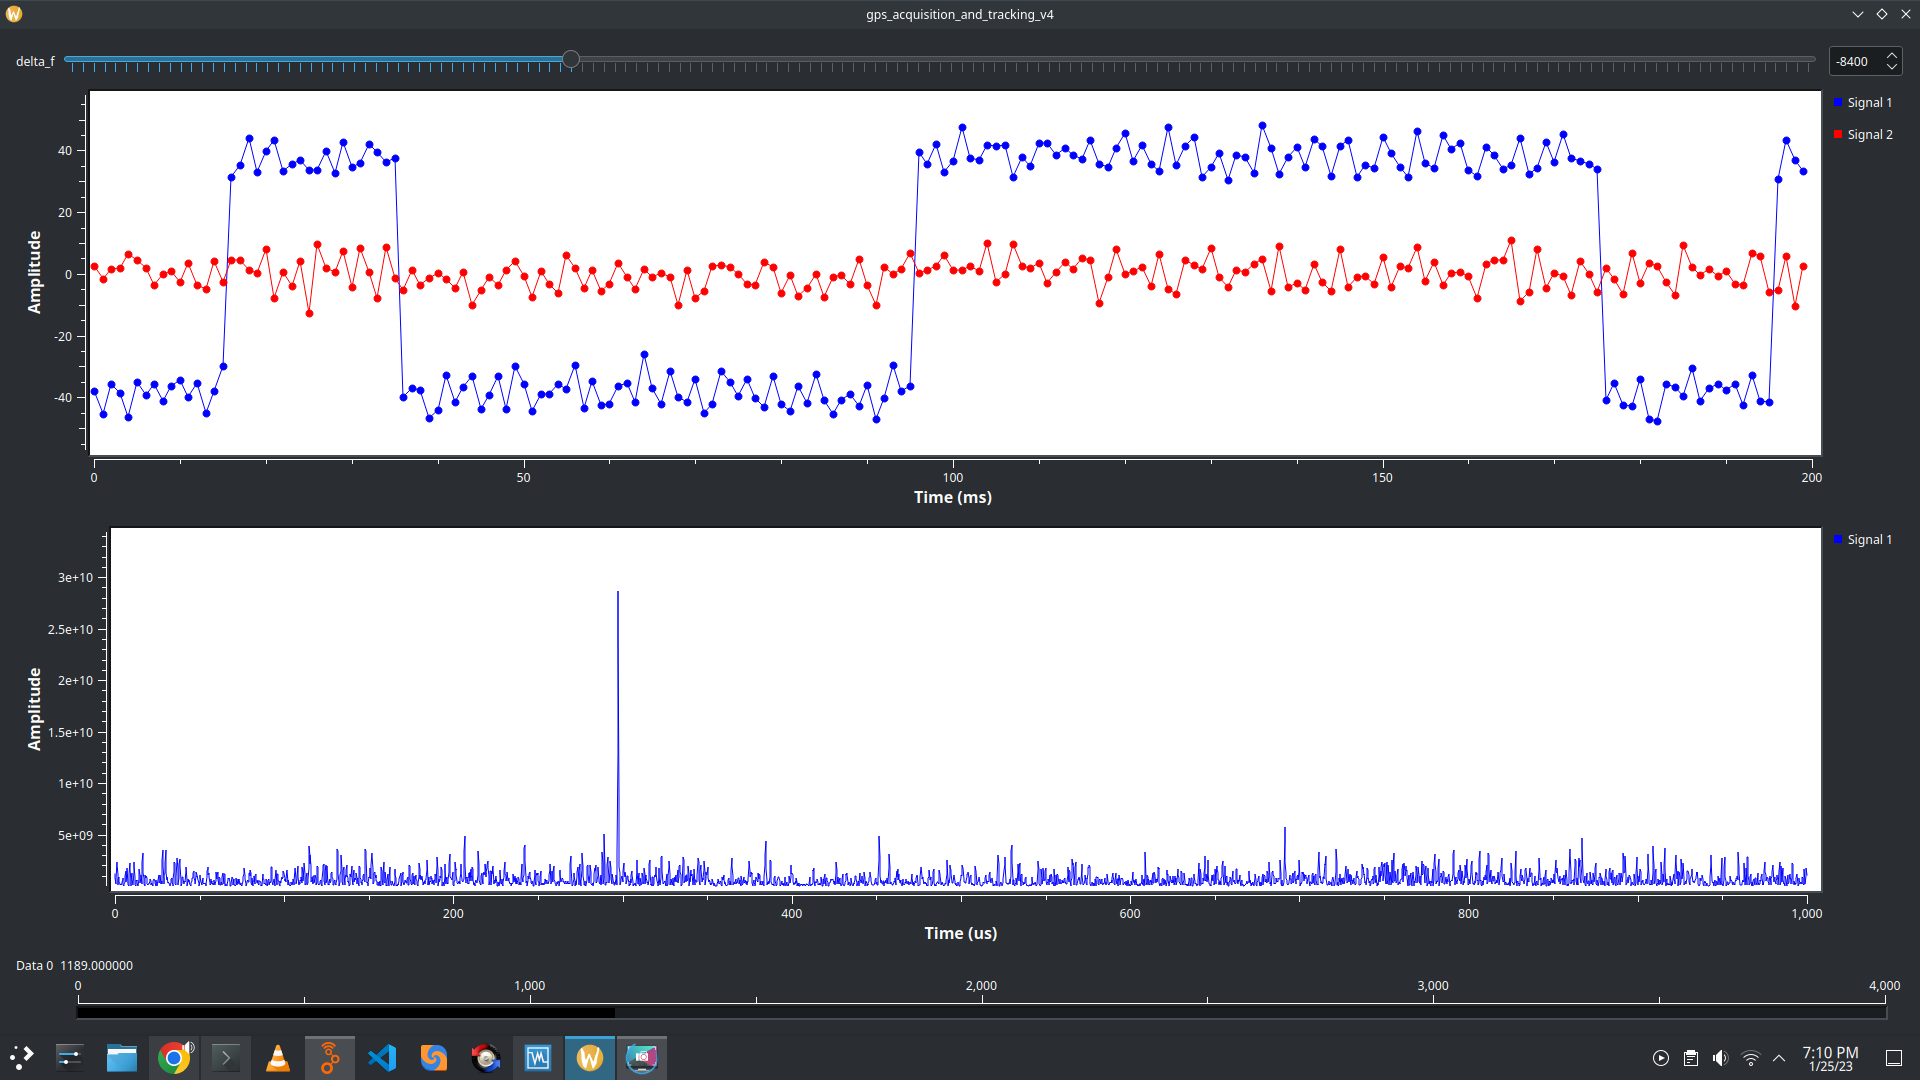 gps_acquisition_and_tracking_v4
delta_f
-8400
Signal 1
Signal 2
Amplitude
40
20
0
-20
-40
0 50 100 150 200
Time (ms)
Signal 1
Amplitude
3e+10
2.5e+10
2e+10
1.5e+10
1e+10
5e+09
0 200 400 600 800 1,000
Time (us)
Data 0 1189.000000
0 1,000 2,000 3,000 4,000
7:10 PM
1/25/23